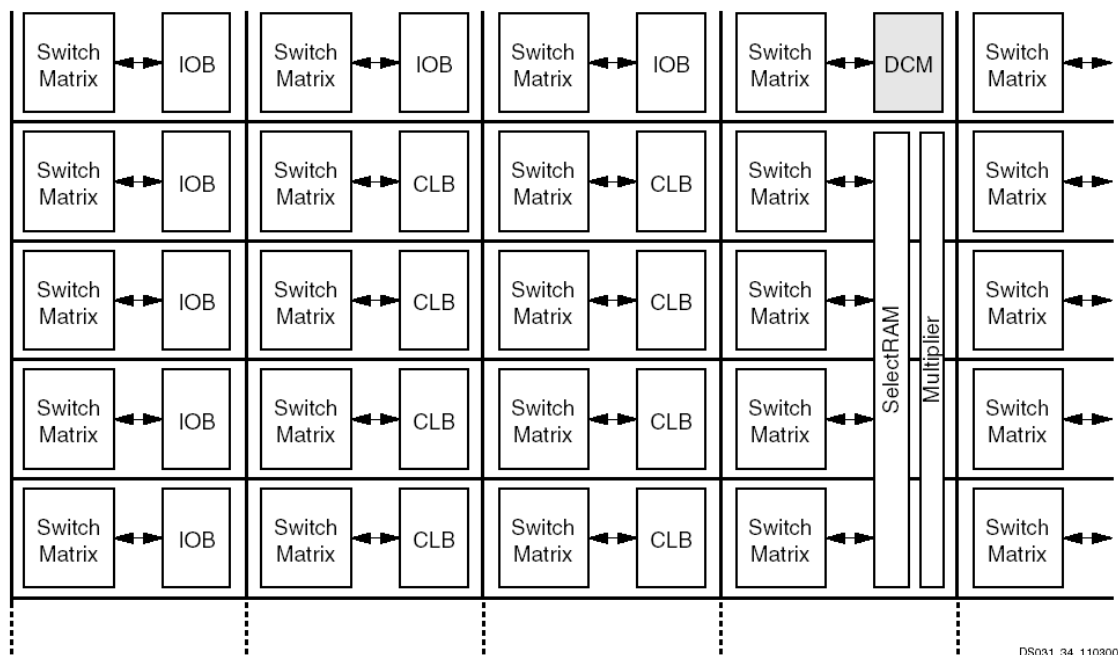 Switch
Matrix
IOB
Switch
Matrix
IOB
Switch
Matrix
IOB
Switch
Matrix
DCM
Switch
Matrix
Switch
Matrix
IOB
Switch
Matrix
CLB
Switch
Matrix
CLB
Switch
Matrix
Switch
Matrix
Switch
Matrix
IOB
Switch
Matrix
CLB
Switch
Matrix
CLB
Switch
Matrix
SelectRAM
Multiplier
Switch
Matrix
Switch
Matrix
IOB
Switch
Matrix
CLB
Switch
Matrix
CLB
Switch
Matrix
Switch
Matrix
Switch
Matrix
IOB
Switch
Matrix
CLB
Switch
Matrix
CLB
Switch
Matrix
Switch
Matrix
DS031_34_110300